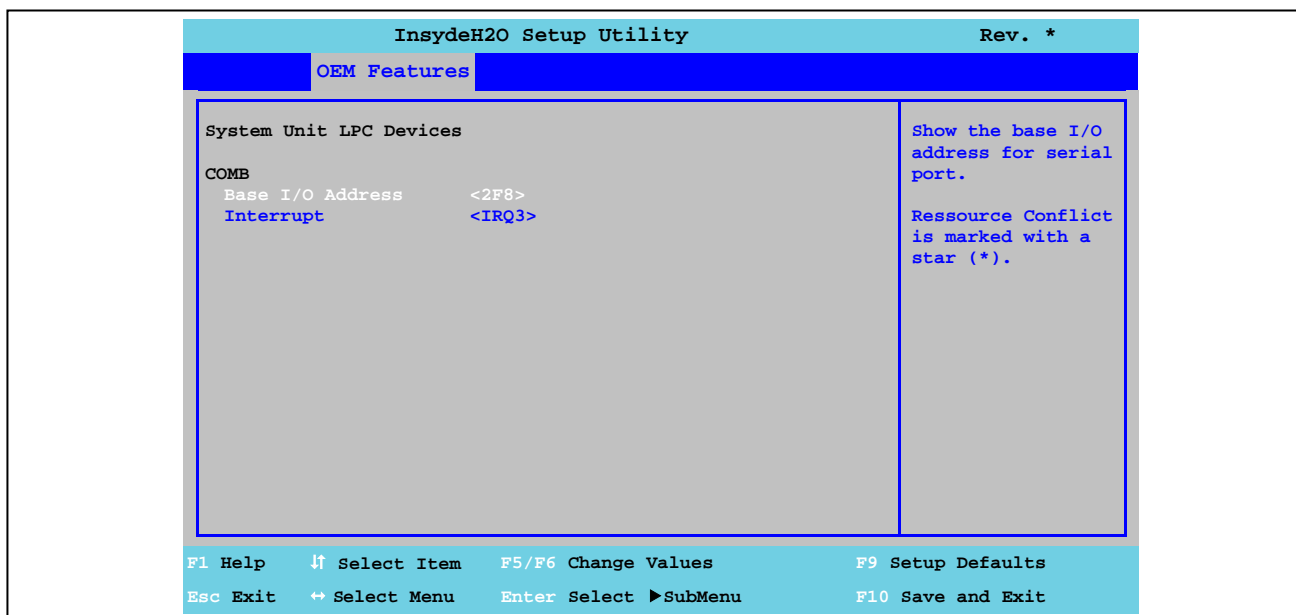 InsydeH2O Setup Utility Rev. *
OEM Features
System Unit LPC Devices
COMB
Base I/O Address <2F8>
Interrupt <IRQ3>
Show the base I/O
address for serial
port.
Ressource Conflict
is marked with a
star (*).
F1 Help ↓↑ Select Item F5/F6 Change Values F9 Setup Defaults
Esc Exit ↔ Select Menu Enter Select ▶SubMenu F10 Save and Exit